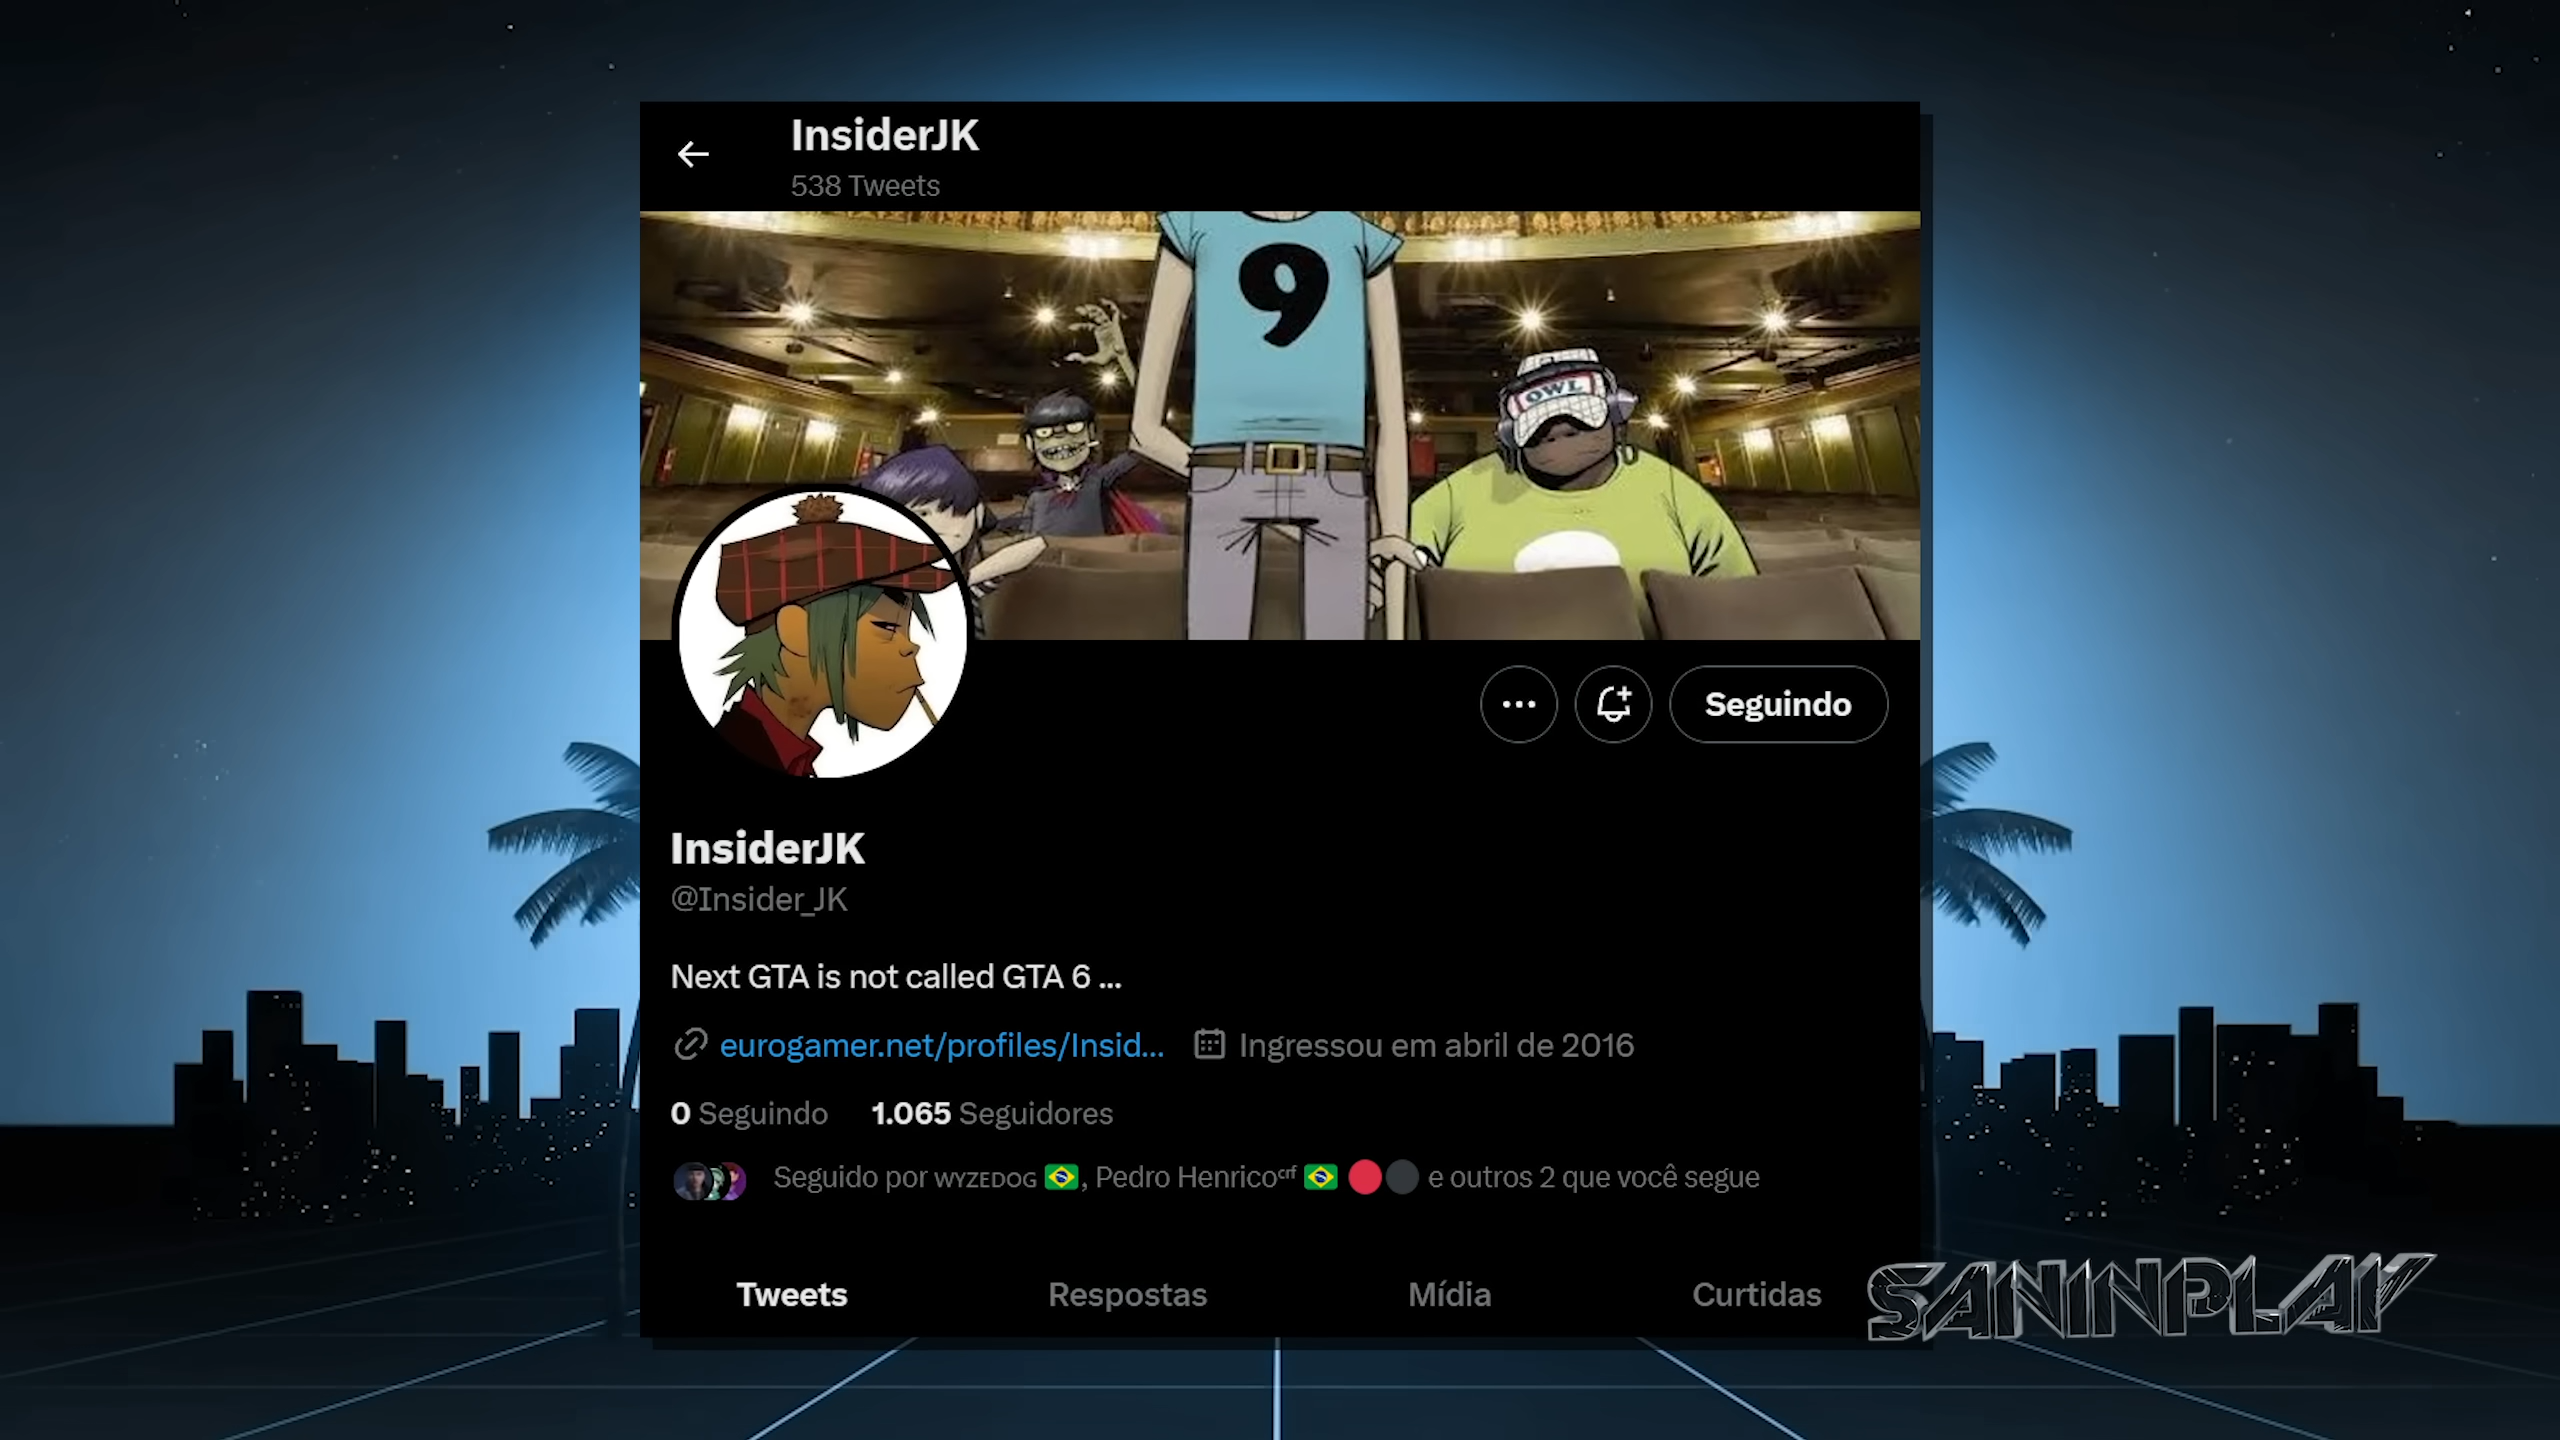 InsiderJK
538 Tweets
9
OWL
Seguindo
InsiderJK
@Insider_JK
Next GTA is not called GTA 6 ...
eurogamer.net/profiles/Insid... Ingressou em abril de 2016
0 Seguindo 1.065 Seguidores
Seguido por ᴡʏᴢᴇᴅᴏɢ 🇧🇷, Pedro Henricoᶜʳᶠ 🇧🇷 🔴⚫ e outros 2 que você segue
Tweets Respostas Mídia Curtidas
SANINPLAY